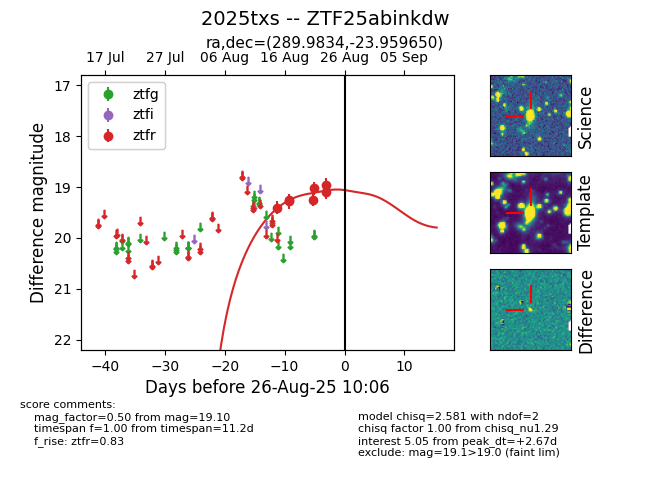 2025txs -- ZTF25abinkdw
ra,dec=(289.9834,-23.959650)
17 Jul 27 Jul 06 Aug 16 Aug 26 Aug 05 Sep
17
18
19
20
21
22
Difference magnitude
ztfg
ztfi
ztfr
−40 −30 −20 −10 0 10
Days before 26-Aug-25 10:06
Science
Template
Difference
score comments:
mag_factor=0.50 from mag=19.10
timespan f=1.00 from timespan=11.2d
f_rise: ztfr=0.83
model chisq=2.581 with ndof=2
chisq factor 1.00 from chisq_nu1.29
interest 5.05 from peak_dt=+2.67d
exclude: mag=19.1>19.0 (faint lim)